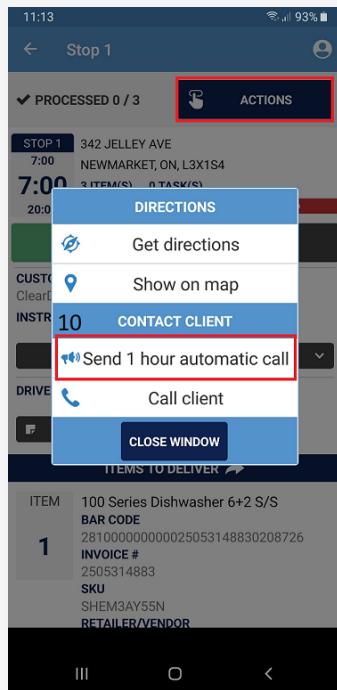 11:13 93%
Stop 1
PROCESSED 0 / 3 ACTIONS
STOP 1 342 JELLEY AVE
7:00 NEWMARKET, ON, L3X1S4
7:00 3 ITEM(S) 0 TASK(S)
20:0
DIRECTIONS
Get directions
Show on map
CUSTO
Clear
INSTR
10 CONTACT CLIENT
Send 1 hour automatic call
DRIVE
Call client
CLOSE WINDOW
ITEMS TO DELIVER
ITEM 100 Series Dishwasher 6+2 S/S
BAR CODE
1 281000000000025053148830208726
INVOICE #
2505314883
SKU
SHEM3AY55N
RETAILER/VENDOR